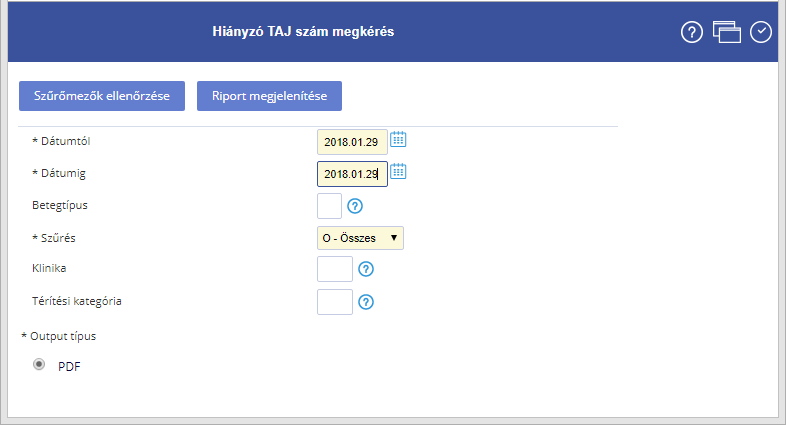 Hiányzó TAJ szám megkérés
Szűrőmezők ellenőrzése
Riport megjelenítése
* Dátumtól 2018.01.29
* Dátumig 2018.01.29
Betegtípus
* Szűrés O - Összes
Klinika
Térítési kategória
* Output típus
PDF